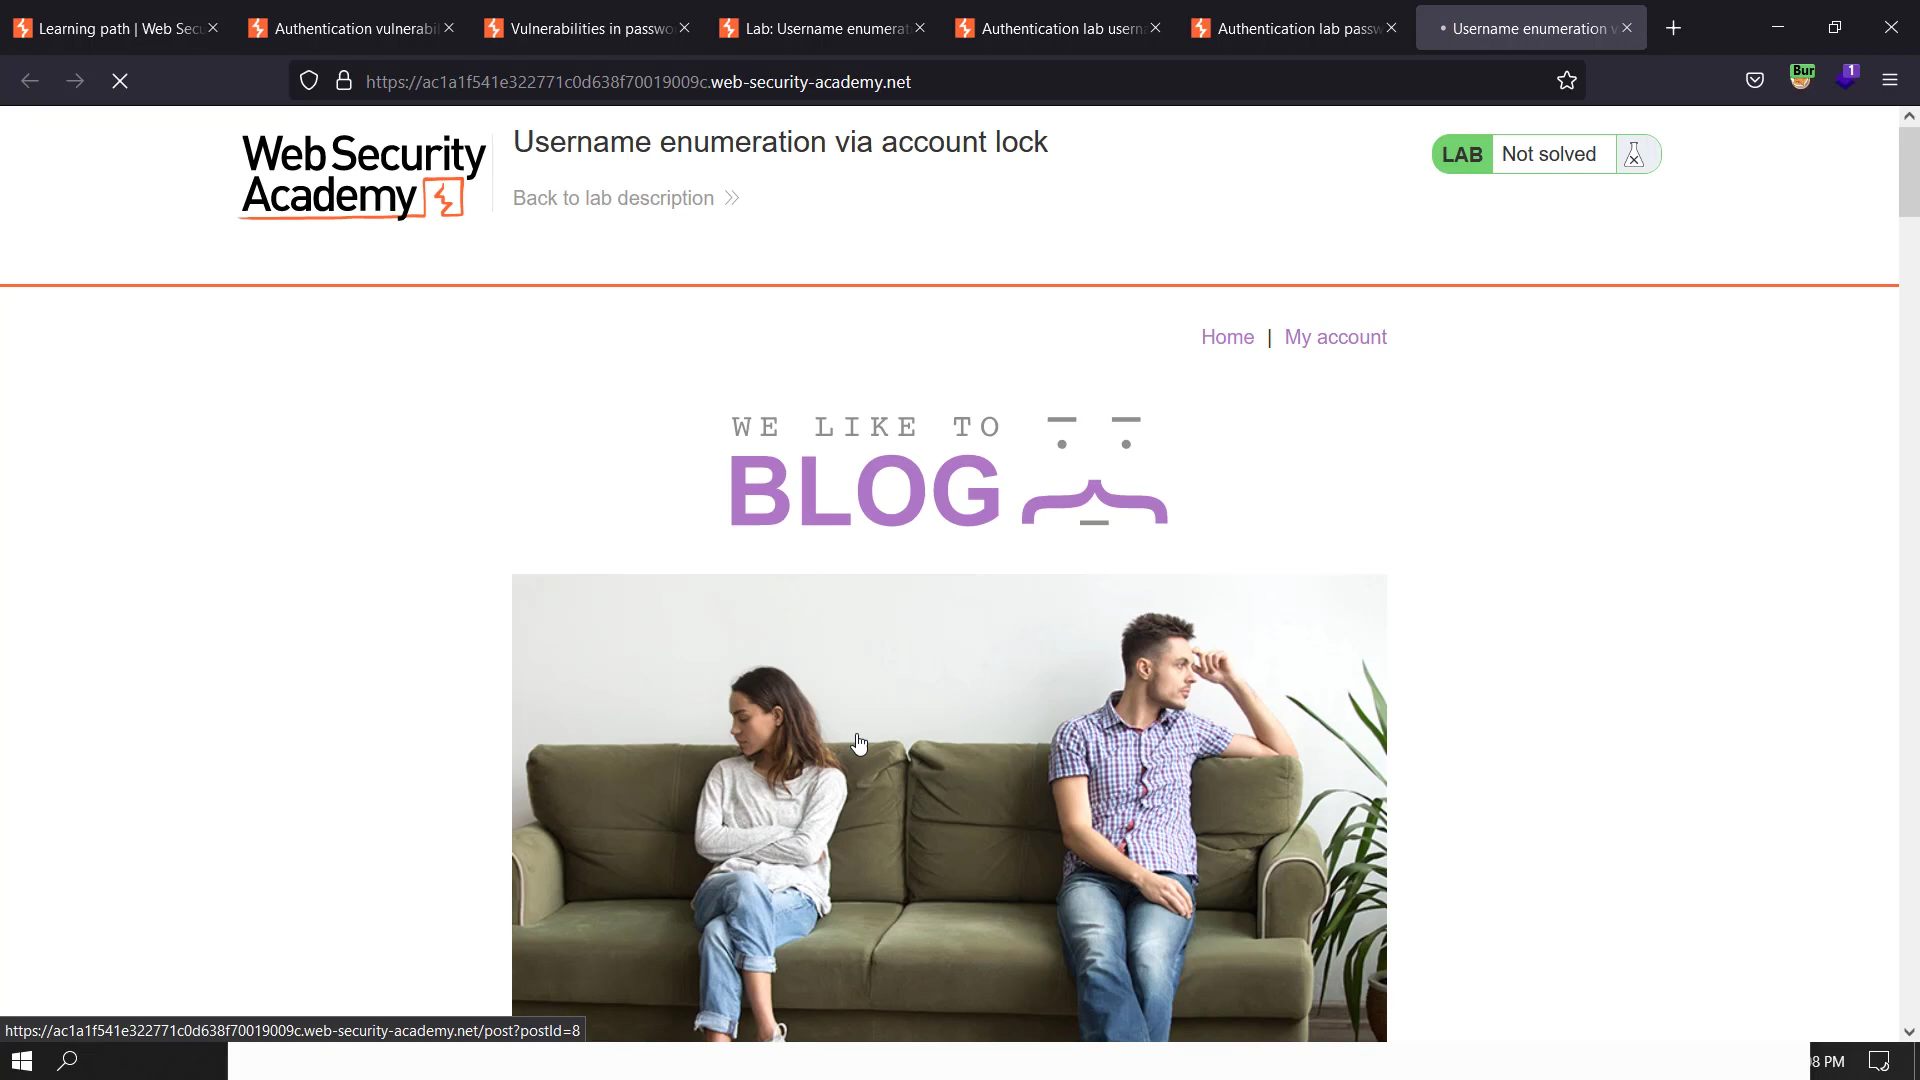 Learning path | Web Secu
Authentication vulnerabil
Vulnerabilities in passwo
Lab: Username enumerat
Authentication lab usern
Authentication lab passw
Username enumeration v
https://ac1a1f541e322771c0d638f70019009c.web-security-academy.net
Bur
1
Web Security
Academy
Username enumeration via account lock
Back to lab description
LAB Not solved
Home | My account
WE LIKE TO
BLOG
https://ac1a1f541e322771c0d638f70019009c.web-security-academy.net/post?postId=8
8 PM